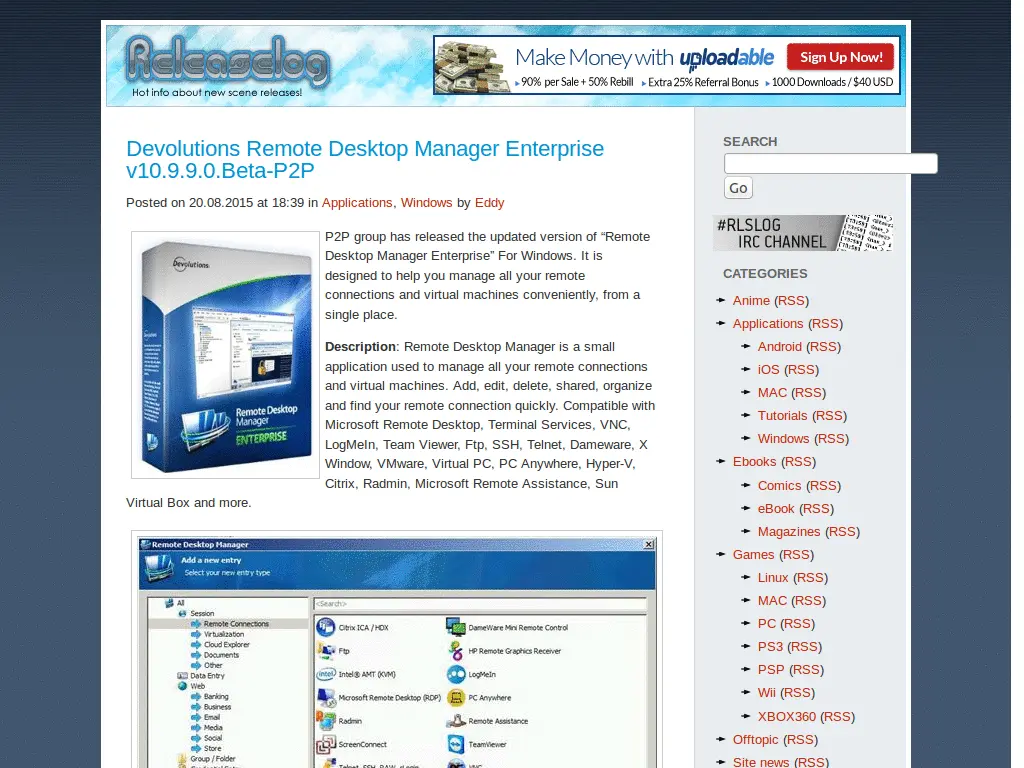 Releaselog
Hot info about new scene releases!
Make Money with uploadable
Sign Up Now!
90% per Sale + 50% Rebill
Extra 25% Referral Bonus
1000 Downloads / $40 USD
Devolutions Remote Desktop Manager Enterprise
v10.9.9.0.Beta-P2P
Posted on 20.08.2015 at 18:39 in Applications, Windows by Eddy
Devolutions
Remote Desktop
Manager
ENTERPRISE
P2P group has released the updated version of “Remote
Desktop Manager Enterprise” For Windows. It is
designed to help you manage all your remote
connections and virtual machines conveniently, from a
single place.
Description: Remote Desktop Manager is a small
application used to manage all your remote connections
and virtual machines. Add, edit, delete, shared, organize
and find your remote connection quickly. Compatible with
Microsoft Remote Desktop, Terminal Services, VNC,
LogMeIn, Team Viewer, Ftp, SSH, Telnet, Dameware, X
Window, VMware, Virtual PC, PC Anywhere, Hyper-V,
Citrix, Radmin, Microsoft Remote Assistance, Sun
Virtual Box and more.
Remote Desktop Manager
Add a new entry
Select your new entry type
All
Session
Remote Connections
Virtualization
Cloud Explorer
Documents
Other
Data Entry
Web
Banking
Business
Email
Media
Social
Store
Group / Folder
<Search>
Citrix ICA / HDX
DameWare Mini Remote Control
Ftp
HP Remote Graphics Receiver
Intel® AMT (KVM)
LogMeIn
Microsoft Remote Desktop (RDP)
PC Anywhere
Radmin
Remote Assistance
ScreenConnect
TeamViewer
Telnet, SSH, RAW, rLogin
VNC
SEARCH
Go
#RLSLOG
IRC CHANNEL
CATEGORIES
Anime (RSS)
Applications (RSS)
Android (RSS)
iOS (RSS)
MAC (RSS)
Tutorials (RSS)
Windows (RSS)
Ebooks (RSS)
Comics (RSS)
eBook (RSS)
Magazines (RSS)
Games (RSS)
Linux (RSS)
MAC (RSS)
PC (RSS)
PS3 (RSS)
PSP (RSS)
Wii (RSS)
XBOX360 (RSS)
Offtopic (RSS)
Site news (RSS)